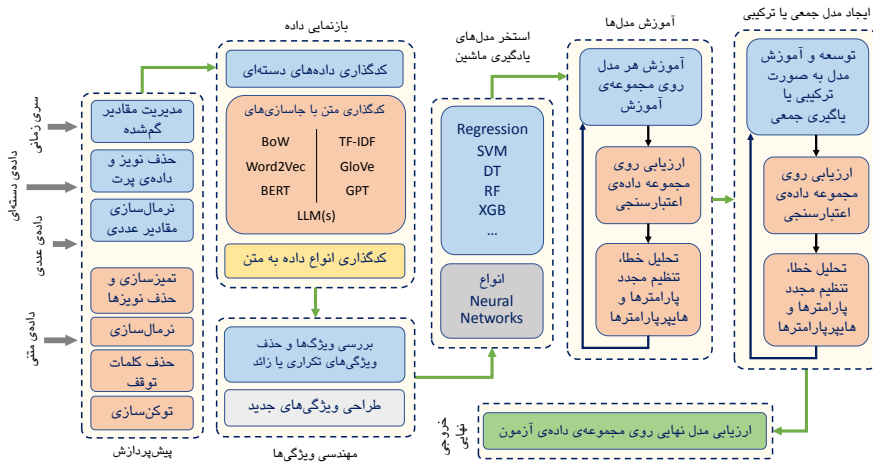 سری زمانی
داده‌ی دسته‌ای
داده‌ی عددی
داده‌ی متنی
مدیریت مقادیر
گم‌شده
حذف نویز و
داده‌ی پرت
نرمال‌سازی
مقادیر عددی
تمیزسازی و
حذف نویزها
نرمال‌سازی
حذف کلمات
توقف
توکن‌سازی
پیش‌پردازش
بازنمایی داده
کدگذاری داده‌های دسته‌ای
کدگذاری متن با جاسازی‌های
BoW TF-IDF
Word2Vec GloVe
BERT GPT
LLM(s)
کدگذاری انواع داده به متن
بررسی ویژگ‌ها و حذف
ویژگی‌های تکراری یا زائد
طراحی ویژگی‌های جدید
مهندسی ویژگی‌ها
استخر مدل‌های
یادگیری ماشین
Regression
SVM
DT
RF
XGB
...
انواع
Neural
Networks
آموزش مدل‌ها
آموزش هر مدل
روی مجموعه‌ی
آموزش
ارزیابی روی
مجموعه داده‌ی
اعتبارسنجی
تحلیل خطا،
تنظیم مجدد
پارامترها و
هایپرپارامترها
ایجاد مدل جمعی یا ترکیبی
توسعه و آموزش
مدل به صورت
ترکیبی یا
یاگیری جمعی
ارزیابی روی
مجموعه داده‌ی
اعتبارسنجی
تحلیل خطا،
تنظیم مجدد
پارامترها و
هایپرپارامترها
خروجی
نهایی
ارزیابی مدل نهایی روی مجموعه‌ی داده‌ی آزمون